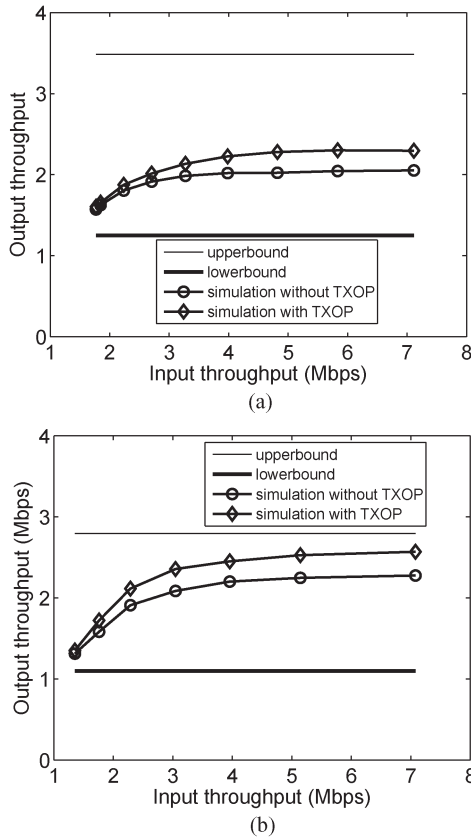 4
3
2
1
0
Output throughput
upperbound
lowerbound
simulation without TXOP
simulation with TXOP
1 2 3 4 5 6 7 8
Input throughput (Mbps)
(a)
4
3
2
1
0
Output throughput (Mbps)
upperbound
lowerbound
simulation without TXOP
simulation with TXOP
1 2 3 4 5 6 7 8
Input throughput (Mbps)
(b)